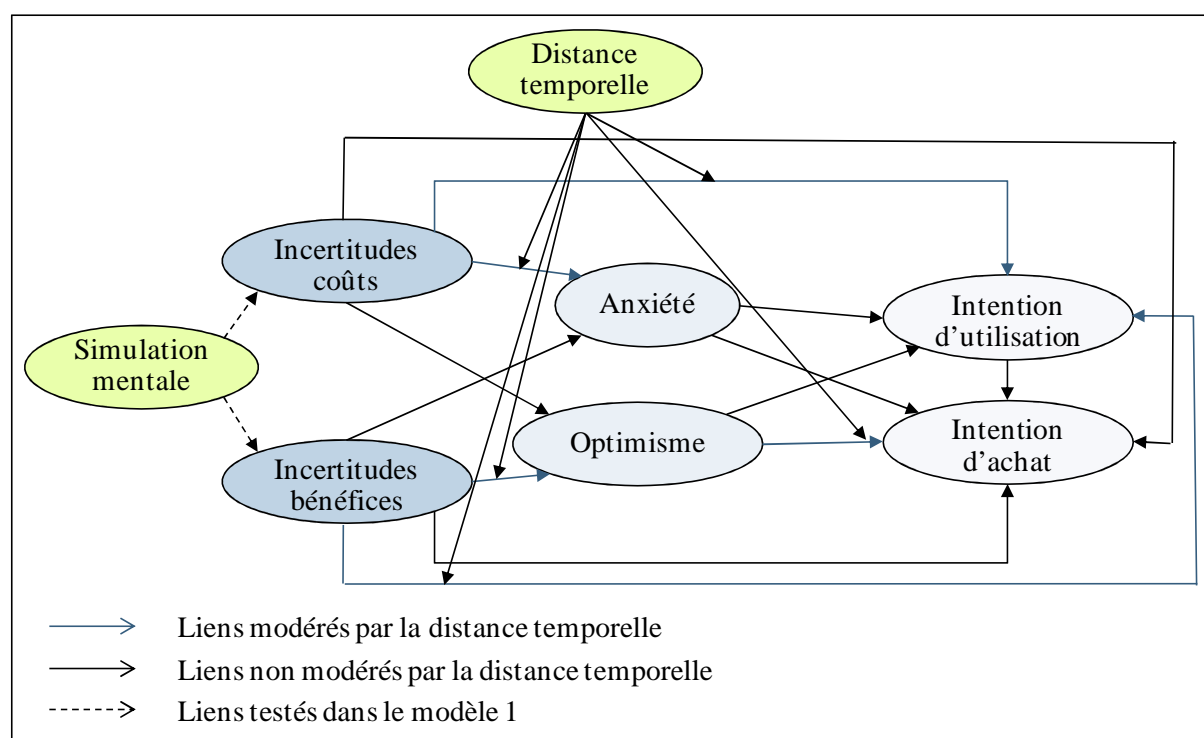 Distance
temporelle
Incertitudes
coûts
Anxiété
Intention
d'utilisation
Simulation
mentale
Optimisme
Intention
d'achat
Incertitudes
bénéfices
Liens modérés par la distance temporelle
Liens non modérés par la distance temporelle
Liens testés dans le modèle 1